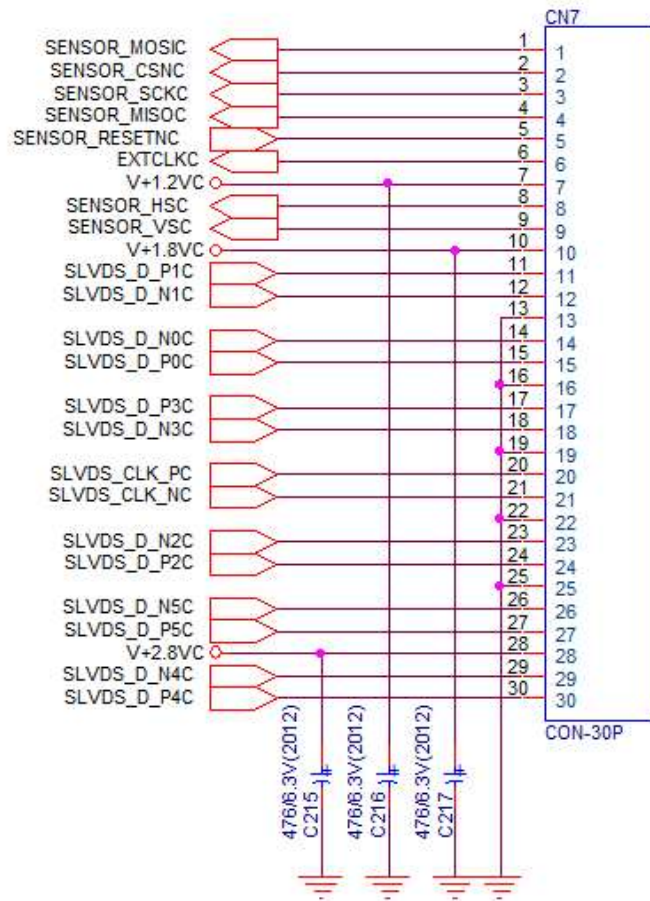 CN7
SENSOR_MOSIC 1 1
SENSOR_CSNC 2 2
SENSOR_SCKC 3 3
SENSOR_MISOC 4 4
SENSOR_RESETNC 5 5
EXTCLKC 6 6
V+1.2VC 7 7
SENSOR_HSC 8 8
SENSOR_VSC 9 9
V+1.8VC 10 10
SLVDS_D_P1C 11 11
SLVDS_D_N1C 12 12
13 13
SLVDS_D_N0C 14 14
SLVDS_D_P0C 15 15
16 16
SLVDS_D_P3C 17 17
SLVDS_D_N3C 18 18
19 19
SLVDS_CLK_PC 20 20
SLVDS_CLK_NC 21 21
22 22
SLVDS_D_N2C 23 23
SLVDS_D_P2C 24 24
25 25
SLVDS_D_N5C 26 26
SLVDS_D_P5C 27 27
V+2.8VC 28 28
SLVDS_D_N4C 29 29
SLVDS_D_P4C 30 30
CON-30P
476/6.3V(2012)
C215
476/6.3V(2012)
C216
476/6.3V(2012)
C217